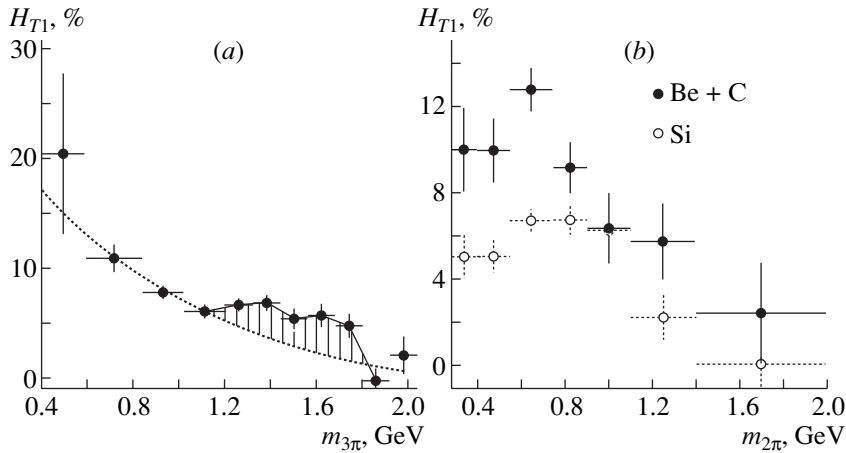 H_{T1}, %
(a)
30
20
10
0
0.4 0.8 1.2 1.6 2.0
m_{3π}, GeV
H_{T1}, %
(b)
Be + C
Si
12
8
4
0
0.4 0.8 1.2 1.6 2.0
m_{2π}, GeV